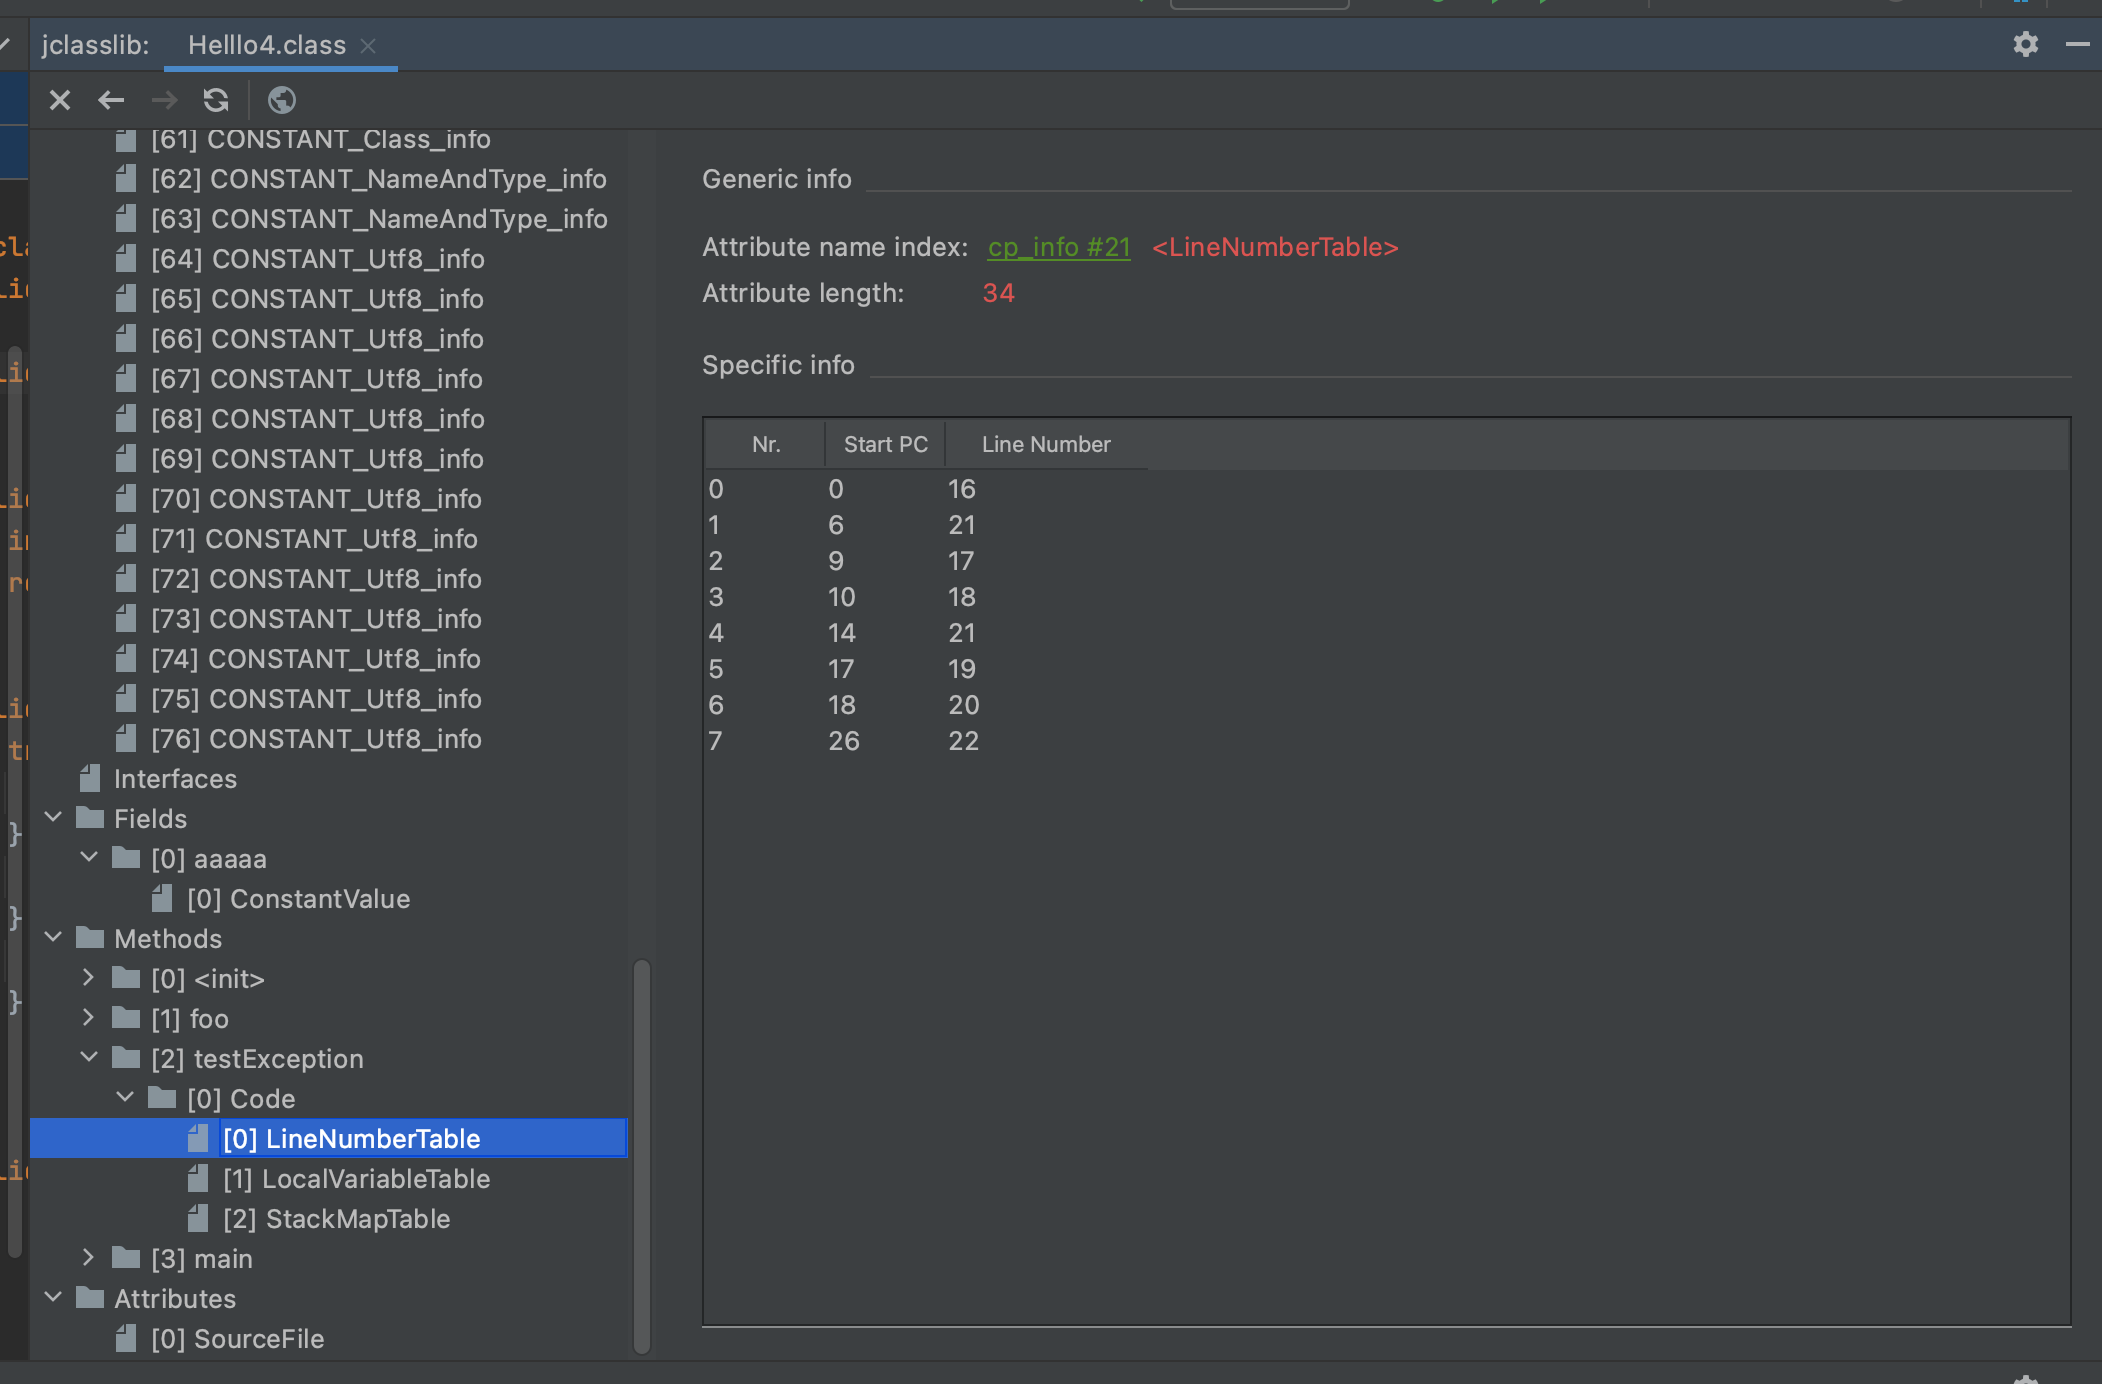 jclasslib: Helllo4.class
[61] CONSTANT_Class_info
[62] CONSTANT_NameAndType_info
[63] CONSTANT_NameAndType_info
[64] CONSTANT_Utf8_info
[65] CONSTANT_Utf8_info
[66] CONSTANT_Utf8_info
[67] CONSTANT_Utf8_info
[68] CONSTANT_Utf8_info
[69] CONSTANT_Utf8_info
[70] CONSTANT_Utf8_info
[71] CONSTANT_Utf8_info
[72] CONSTANT_Utf8_info
[73] CONSTANT_Utf8_info
[74] CONSTANT_Utf8_info
[75] CONSTANT_Utf8_info
[76] CONSTANT_Utf8_info
Interfaces
Fields
[0] aaaaa
[0] ConstantValue
Methods
[0] <init>
[1] foo
[2] testException
[0] Code
[0] LineNumberTable
[1] LocalVariableTable
[2] StackMapTable
[3] main
Attributes
[0] SourceFile
Generic info
Attribute name index: cp_info #21 <LineNumberTable>
Attribute length: 34
Specific info
Nr. Start PC Line Number
0 0 16
1 6 21
2 9 17
3 10 18
4 14 21
5 17 19
6 18 20
7 26 22